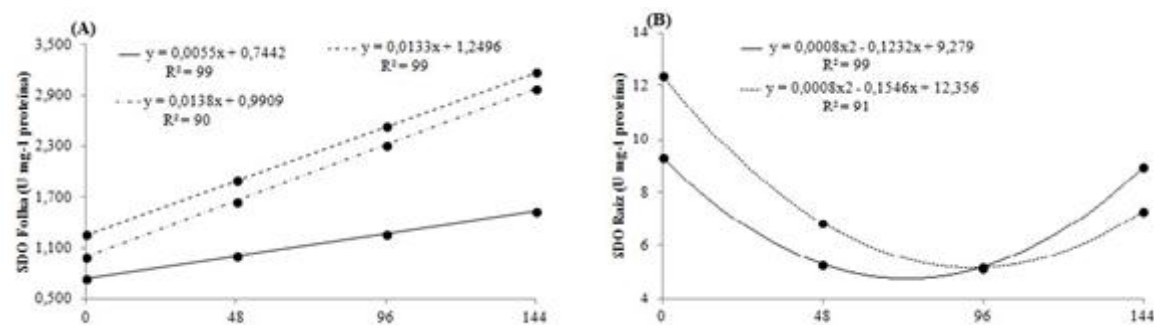 (A)
SDO Folha (U mg-1 proteína)
3,500
2,900
2,300
1,700
1,100
0,500
y = 0,0055x + 0,7442
R² = 99
y = 0,0133x + 1,2496
R² = 99
y = 0,0138x + 0,9909
R² = 90
0 48 96 144
(B)
SDO Raiz (U mg-1 proteína)
14
12
10
8
6
4
y = 0,0008x2 - 0,1232x + 9,279
R² = 99
y = 0,0008x2 - 0,1546x + 12,356
R² = 91
0 48 96 144